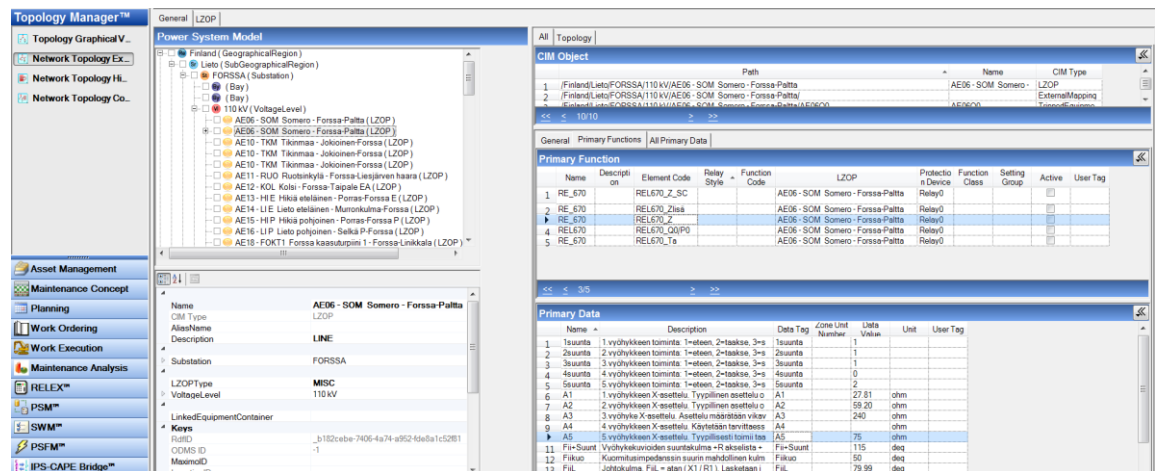 Topology Manager™
Topology Graphical V...
Network Topology Ex...
Network Topology Hi...
Network Topology Co...
Asset Management
Maintenance Concept
Planning
Work Ordering
Work Execution
Maintenance Analysis
RELEX™
PSM™
SWM™
PSFM™
IPS-CAPE Bridge™
General LZOP
Power System Model
Finland ( GeographicalRegion )
Lieto ( SubGeographicalRegion )
FORSSA ( Substation )
( Bay )
( Bay )
110 kV ( VoltageLevel )
AE06 - SOM Somero - Forssa-Paltta ( LZOP )
AE06 - SOM Somero - Forssa-Paltta ( LZOP )
AE10 - TKM Tikinmaa - Jokioinen-Forssa ( LZOP )
AE10 - TKM Tikinmaa - Jokioinen-Forssa ( LZOP )
AE10 - TKM Tikinmaa - Jokioinen-Forssa ( LZOP )
AE11 - RUO Ruotsinkylä - Forssa-Liesjärven haara ( LZOP )
AE12 - KOL Kolsi - Forssa-Taipale EA ( LZOP )
AE13 - HI E Hikiä eteläinen - Porras-Forssa E ( LZOP )
AE14 - LI E Lieto eteläinen - Murronkulma-Forssa ( LZOP )
AE15 - HI P Hikiä pohjoinen - Porras-Forssa P ( LZOP )
AE16 - LI P Lieto pohjoinen - Selkä P-Forssa ( LZOP )
AE18 - FOKT1 Forssa kaasuturpiini 1 - Forssa-Linikkala ( LZOP )
Name AE06 - SOM Somero - Forssa-Paltta
CIM Type LZOP
AliasName
Description LINE
Substation FORSSA
LZOPType MISC
VoltageLevel 110 kV
LinkedEquipmentContainer
Keys
RdfID _b182cebe-7406-4a74-a952-fde8a1c52f81
ODMS ID -1
MaximoID
All Topology
CIM Object
Path Name CIM Type
1 /Finland/Lieto/FORSSA/110 kV/AE06 - SOM Somero - Forssa-Paltta AE06 - SOM Somero - LZOP
2 /Finland/Lieto/FORSSA/110 kV/AE06 - SOM Somero - Forssa-Paltta/ ExternalMapping
<< < 10/10 > >>
General Primary Functions All Primary Data
Primary Function
Name Descripti on Element Code Relay Style Function Code LZOP Protectio n Device Function Class Setting Group Active User Tag
1 RE_670 REL670_Z_SC AE06 - SOM Somero - Forssa-Paltta Relay0
2 RE_670 REL670_Zlisä AE06 - SOM Somero - Forssa-Paltta Relay0
RE_670 REL670_Z AE06 - SOM Somero - Forssa-Paltta Relay0
4 REL670 REL670_Q0/P0 AE06 - SOM Somero - Forssa-Paltta Relay0
5 RE_670 REL670_Ta AE06 - SOM Somero - Forssa-Paltta Relay0
<< < 3/5 > >>
Primary Data
Name Description Data Tag Zone Unit Number Data Value Unit User Tag
1 1suunta 1.vyöhykkeen toiminta: 1=eteen, 2=taakse, 3=s 1suunta 1
2 2suunta 2.vyöhykkeen toiminta: 1=eteen, 2=taakse, 3=s 2suunta 1
3 3suunta 3.vyöhykkeen toiminta: 1=eteen, 2=taakse, 3=s 3suunta 1
4 4suunta 4.vyöhykkeen toiminta: 1=eteen, 2=taakse, 3=s 4suunta 0
5 5suunta 5.vyöhykkeen toiminta: 1=eteen, 2=taakse, 3=s 5suunta 2
6 A1 1.vyöhykkeen X-asettelu. Tyypillinen asettelu o A1 27.81 ohm
7 A2 2.vyöhykkeen X-asettelu. Tyypillinen asettelu o A2 59.20 ohm
8 A3 3.vyöhyke X-asettelu. Asettelu määrätään vikav A3 240 ohm
9 A4 4.vyöhykkeen X-asettelu. Käytetään tarvittaess A4 ohm
A5 5.vyöhykkeen X-asettelu. Tyypillisesti toimii taa A5 75 ohm
11 Fii+Suunt Vyöhykekuvioiden suuntakulma +R akselista + Fii+Suunt 115 deg
12 Fiikuo Kuormitusimpedanssin suurin mahdollinen kulm Fiikuo 50 deg
13 FiiL Johtokulma. FiiL = atan ( X1 / R1 ). Lasketaan j FiiL 79.99 deg